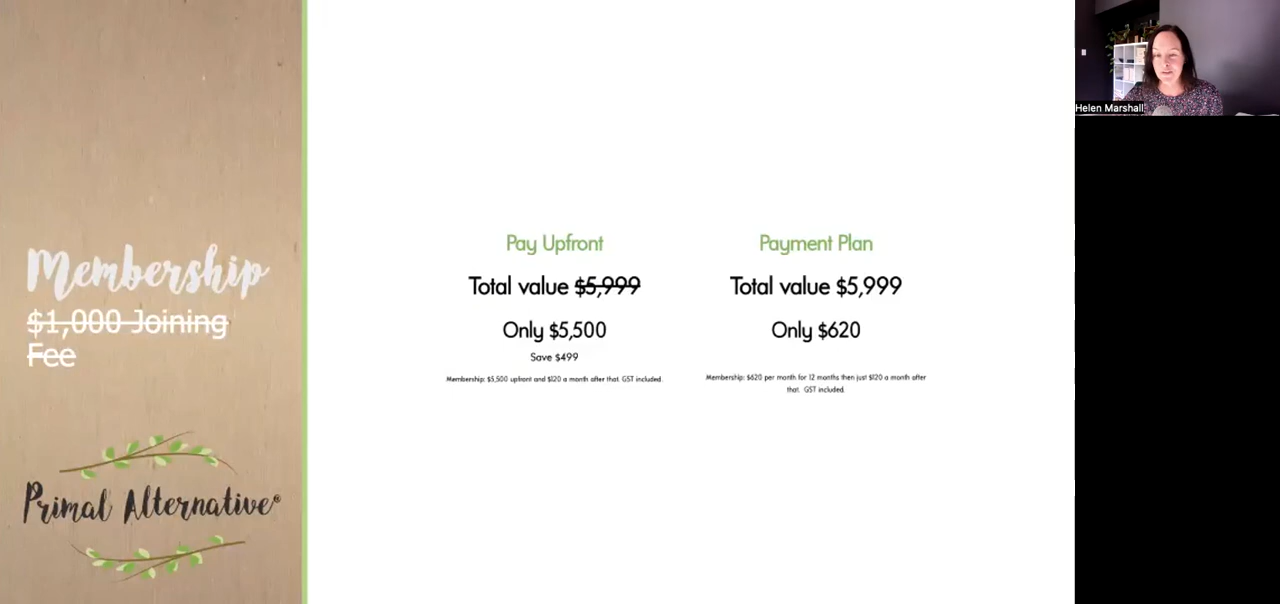 Membership
$1,000 Joining
Fee
Primal Alternative®
Pay Upfront
Total value $5,999
Only $5,500
Save $499
Membership: $5,500 upfront and $120 a month after that. GST included.
Payment Plan
Total value $5,999
Only $620
Membership: $620 per month for 12 months then just $120 a month after
that. GST included.
Helen Marshall